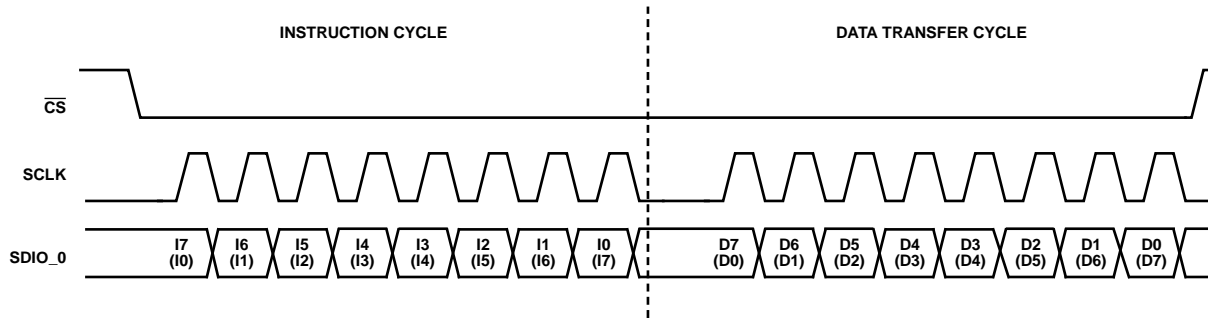 INSTRUCTION CYCLE DATA TRANSFER CYCLE
CS
SCLK
I7 I6 I5 I4 I3 I2 I1 I0 D7 D6 D5 D4 D3 D2 D1 D0
SDIO_0
(I0) (I1) (I2) (I3) (I4) (I5) (I6) (I7) (D0) (D1) (D2) (D3) (D4) (D5) (D6) (D7)